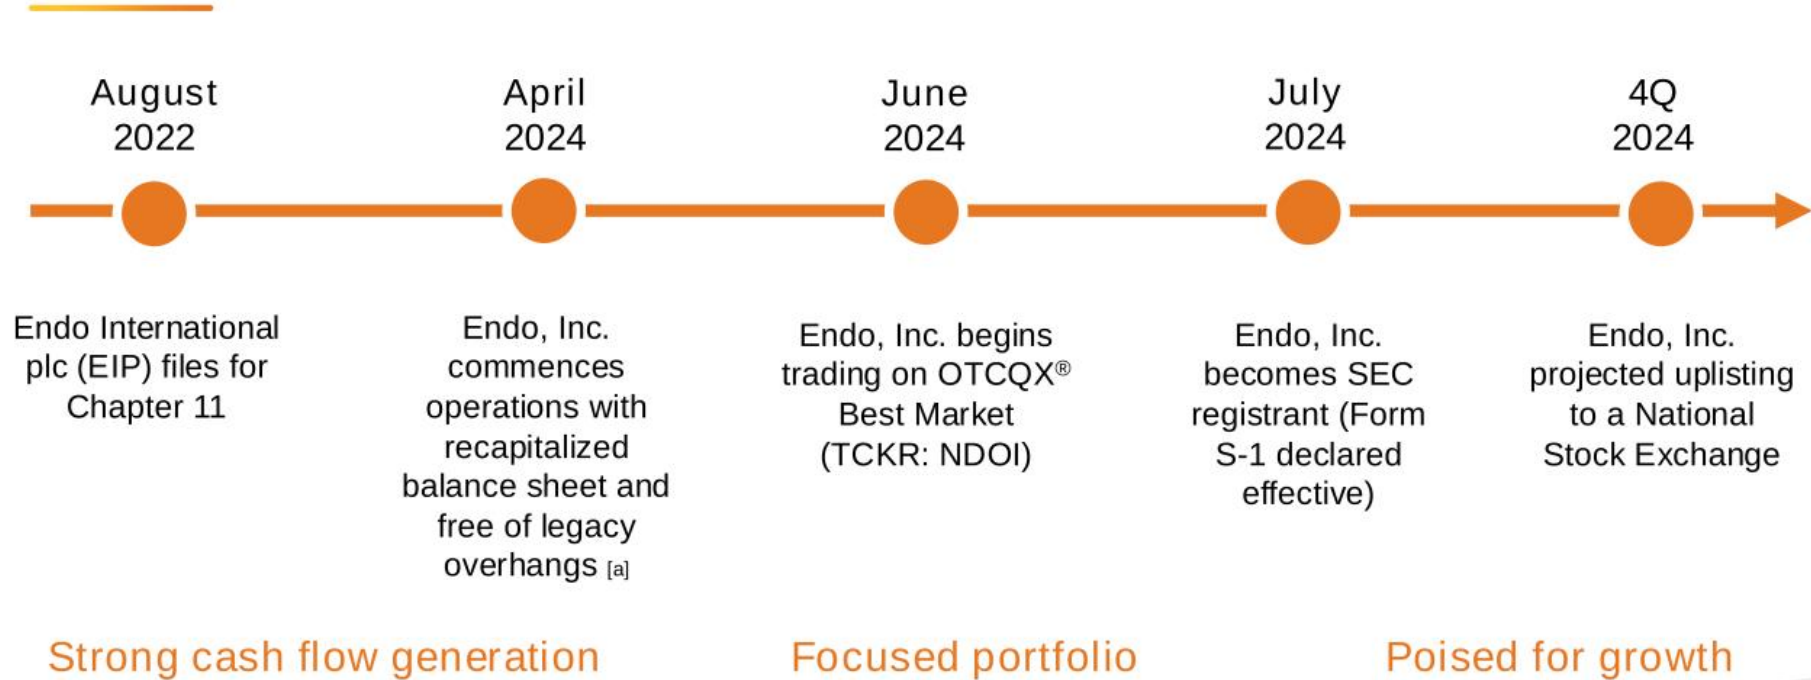 August
2022
April
2024
June
2024
July
2024
4Q
2024
Endo International
plc (EIP) files for
Chapter 11
Endo, Inc.
commences
operations with
recapitalized
balance sheet and
free of legacy
overhangs [a]
Endo, Inc. begins
trading on OTCQX®
Best Market
(TCKR: NDOI)
Endo, Inc.
becomes SEC
registrant (Form
S-1 declared
effective)
Endo, Inc.
projected uplisting
to a National
Stock Exchange
Strong cash flow generation
Focused portfolio
Poised for growth